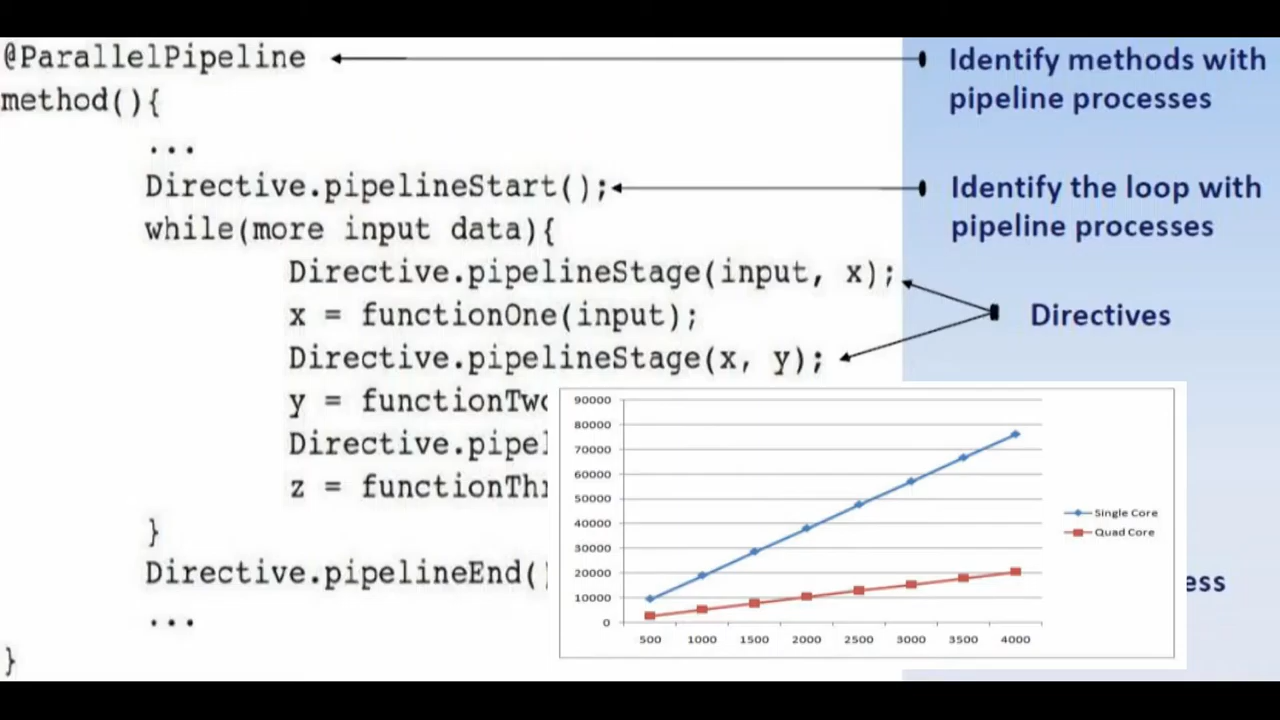 @ParallelPipeline
method(){
...
Directive.pipelineStart();
while(more input data){
Directive.pipelineStage(input, x);
x = functionOne(input);
Directive.pipelineStage(x, y);
y = functionTwo
Directive.pipel
z = functionThr
}
Directive.pipelineEnd()
...
}
Identify methods with
pipeline processes
Identify the loop with
pipeline processes
Directives
ess
90000
80000
70000
60000
50000
40000
30000
20000
10000
0
500 1000 1500 2000 2500 3000 3500 4000
Single Core
Quad Core